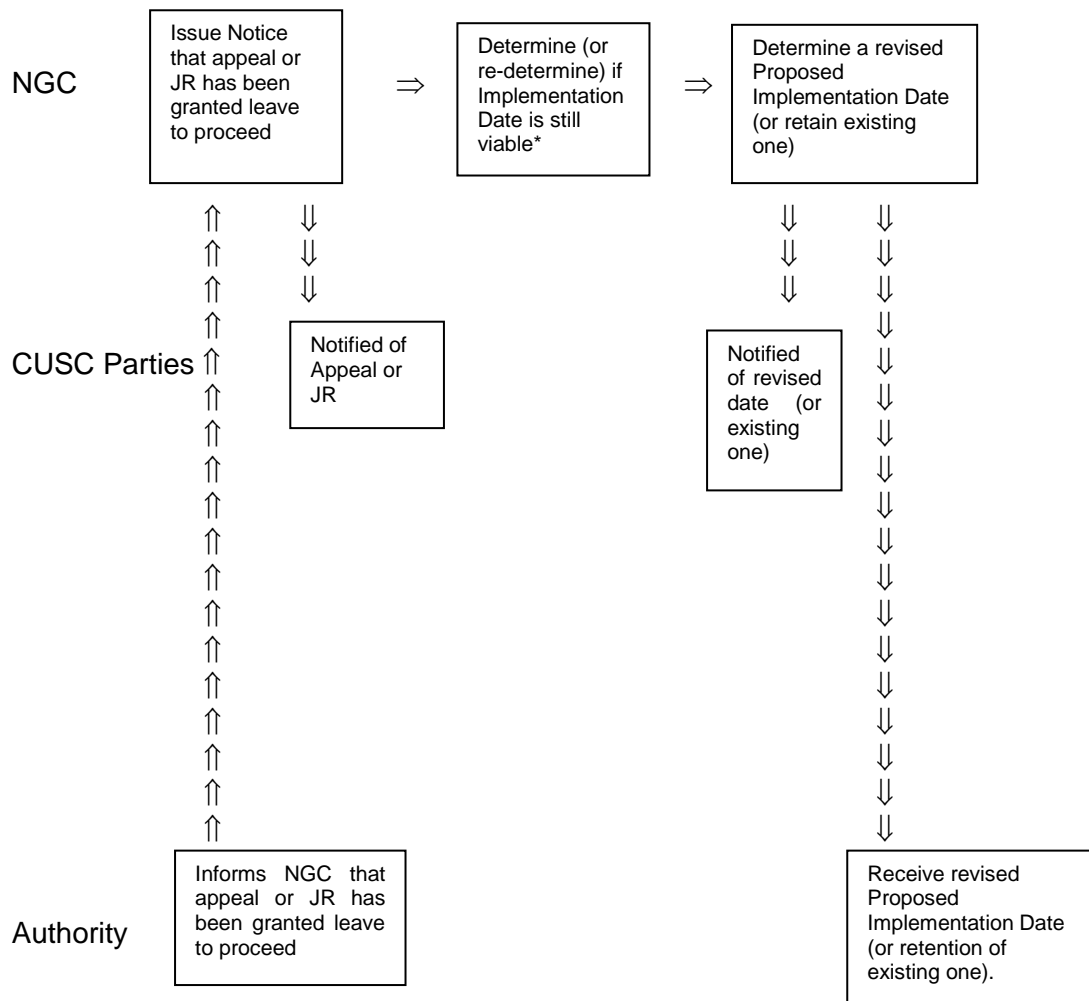 NGC
Issue Notice
that appeal or
JR has been
granted leave
to proceed
⇒
Determine (or
re-determine) if
Implementation
Date is still
viable*
⇒
Determine a revised
Proposed
Implementation Date
(or retain existing
one)
CUSC Parties
Notified of
Appeal or
JR
Notified
of revised
date (or
existing
one)
Authority
Informs NGC that
appeal or JR has
been granted leave
to proceed
Receive revised
Proposed
Implementation Date
(or retention of
existing one).